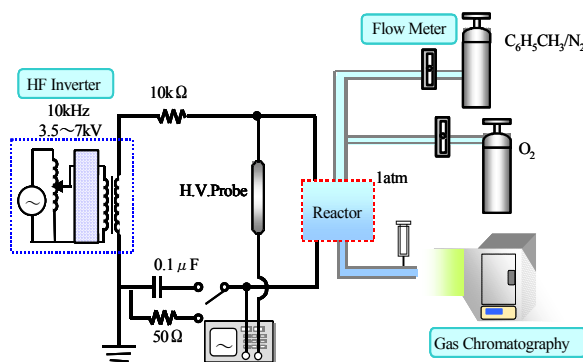 Flow Meter
C₆H₅CH₃/N₂
HF Inverter
10kHz
3.5～7kV
10kΩ
O₂
H.V.Probe
1atm
Reactor
0.1μF
50Ω
Gas Chromatography